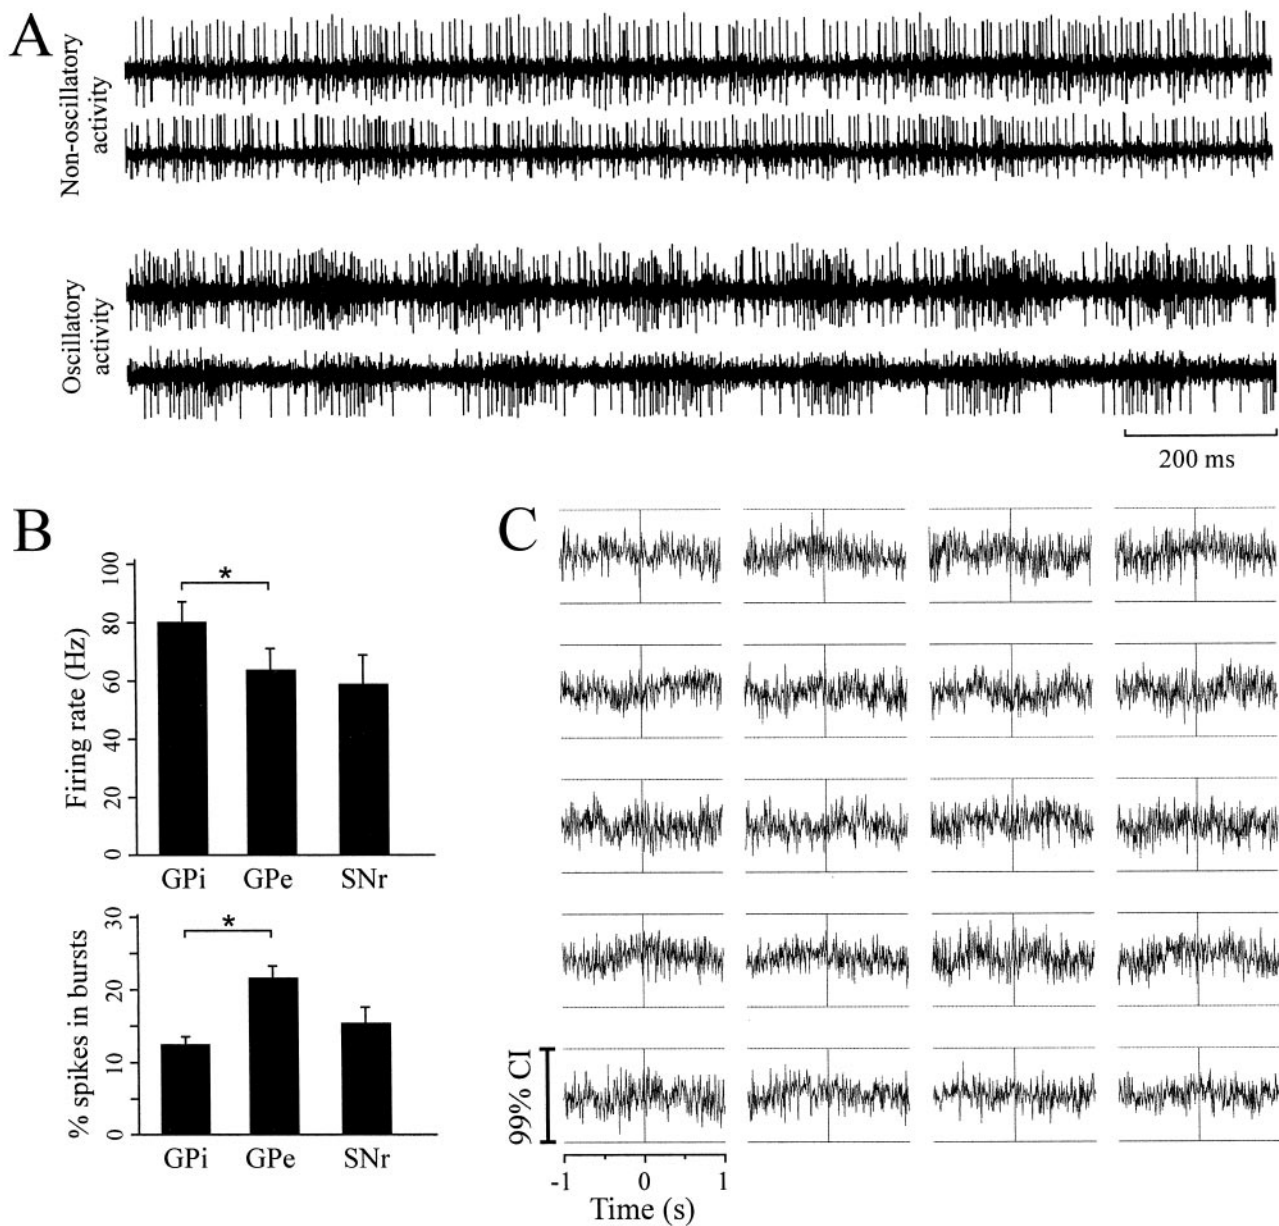 A
Non-oscillatory
activity
Oscillatory
activity
200 ms
B
Firing rate (Hz)
100
80
60
40
20
0
*
GPi GPe SNr
% spikes in bursts
30
20
10
0
*
GPi GPe SNr
C
99% CI
-1 0 1
Time (s)